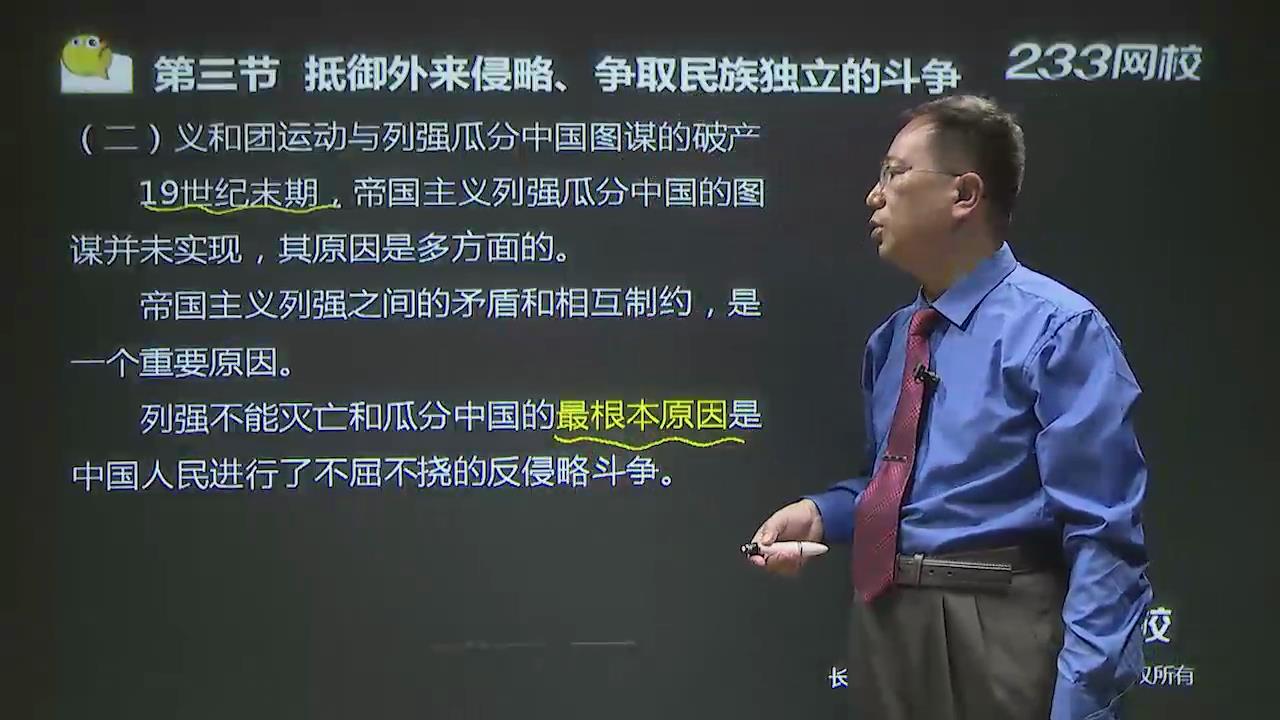 第三节 抵御外来侵略、争取民族独立的斗争
233网校
（二）义和团运动与列强瓜分中国图谋的破产
19世纪末期，帝国主义列强瓜分中国的图
谋并未实现，其原因是多方面的。
帝国主义列强之间的矛盾和相互制约，是
一个重要原因。
列强不能灭亡和瓜分中国的最根本原因是
中国人民进行了不屈不挠的反侵略斗争。
校
长
权所有